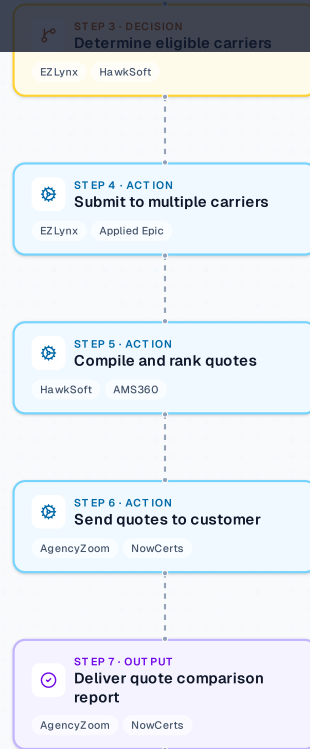 STEP 3 · DECISION
Determine eligible carriers
EZLynx HawkSoft
STEP 4 · ACTION
Submit to multiple carriers
EZLynx Applied Epic
STEP 5 · ACTION
Compile and rank quotes
HawkSoft AMS360
STEP 6 · ACTION
Send quotes to customer
AgencyZoom NowCerts
STEP 7 · OUTPUT
Deliver quote comparison
report
AgencyZoom NowCerts